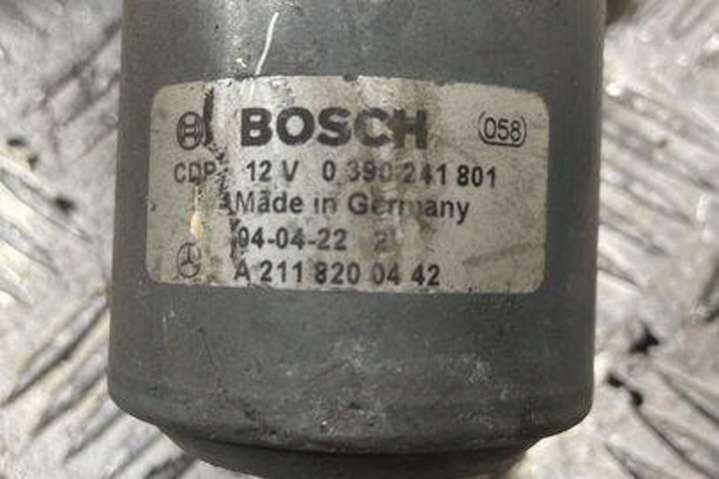 BOSCH (058)
CDP 12 V 0 390 241 801
Made in Germany
04-04-22
A 211 820 04 42